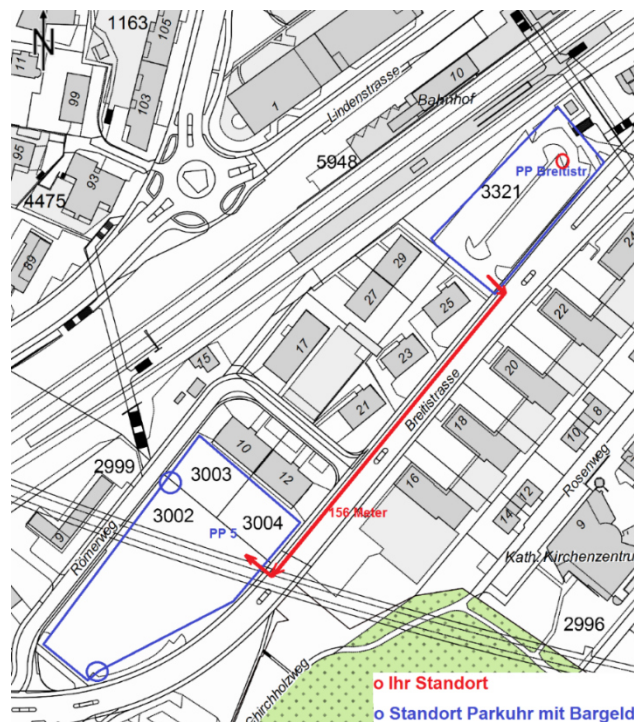 1163
105
N
11
99
103
1
Lindenstrasse
10
Bahnhof
95
93
5948
PP Breitistr
4475
3321
89
29
24
27
25
17
22
23
15
20
Breitistrasse
21
18
8
10
3003
10
2999
12
16
Rosenweg
3002
3004
156 Meter
12
14
9
PP 5
9
Römerweg
Kath. Kirchenzentru
2996
Chirchholzweg
o Ihr Standort
o Standort Parkuhr mit Bargeld